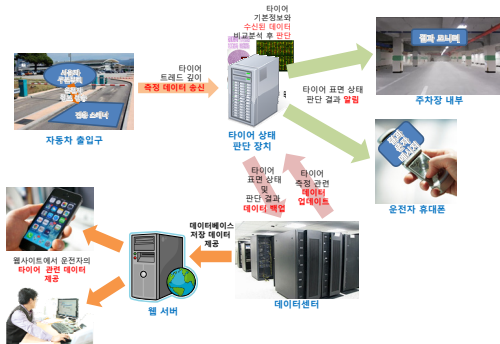 타이어
기본정보와
수신된 데이터
비교분석 후 판단
타이어
트레드 깊이
측정 데이터 송신
자동차 출입구
타이어 상태
판단 장치
타이어 표면 상태
판단 결과 알림
주차장 내부
운전자 휴대폰
타이어
표면 상태
및
판단 결과
데이터 백업
타이어
측정 관련
데이터
업데이트
데이터베이스
저장 데이터
제공
웹사이트에서 운전자의
타이어 관련 데이터
제공
웹 서버
데이터센터